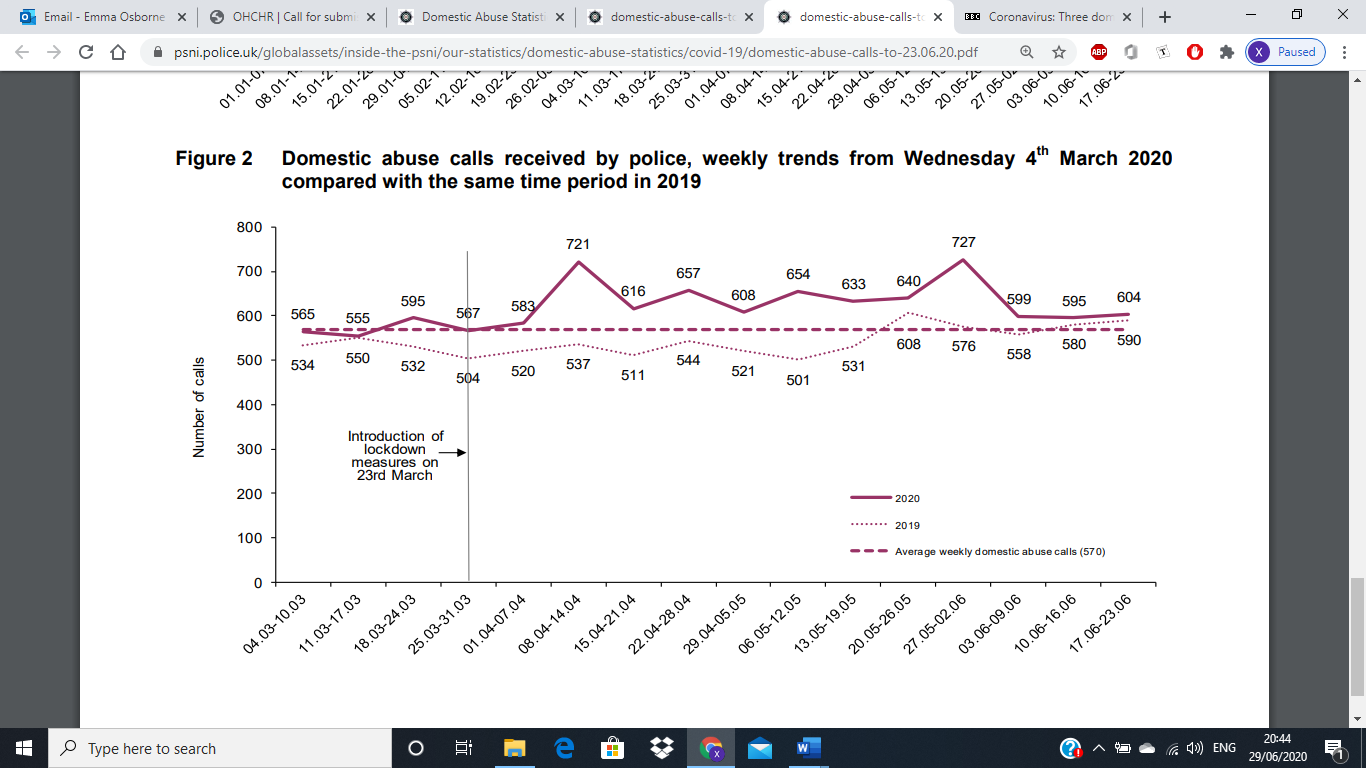 Email - Emma Osborne
OHCHR | Call for submi
Domestic Abuse Statist
domestic-abuse-calls-to
domestic-abuse-calls-to
BBC Coronavirus: Three dom
psni.police.uk/globalassets/inside-the-psni/our-statistics/domestic-abuse-statistics/covid-19/domestic-abuse-calls-to-23.06.20.pdf
ABP
X Paused
Figure 2 Domestic abuse calls received by police, weekly trends from Wednesday 4th March 2020
compared with the same time period in 2019
800
700
600
500
400
300
200
100
0
Number of calls
565 555 595 567 583 721 616 657 608 654 633 640 727 599 595 604
534 550 532 504 520 537 511 544 521 501 531 608 576 558 580 590
Introduction of
lockdown
measures on
23rd March
2020
2019
Average weekly domestic abuse calls (570)
04.03-10.03
11.03-17.03
18.03-24.03
25.03-31.03
01.04-07.04
08.04-14.04
15.04-21.04
22.04-28.04
29.04-05.05
06.05-12.05
13.05-19.05
20.05-26.05
27.05-02.06
03.06-09.06
10.06-16.06
17.06-23.06
Type here to search
ENG
20:44
29/06/2020
1